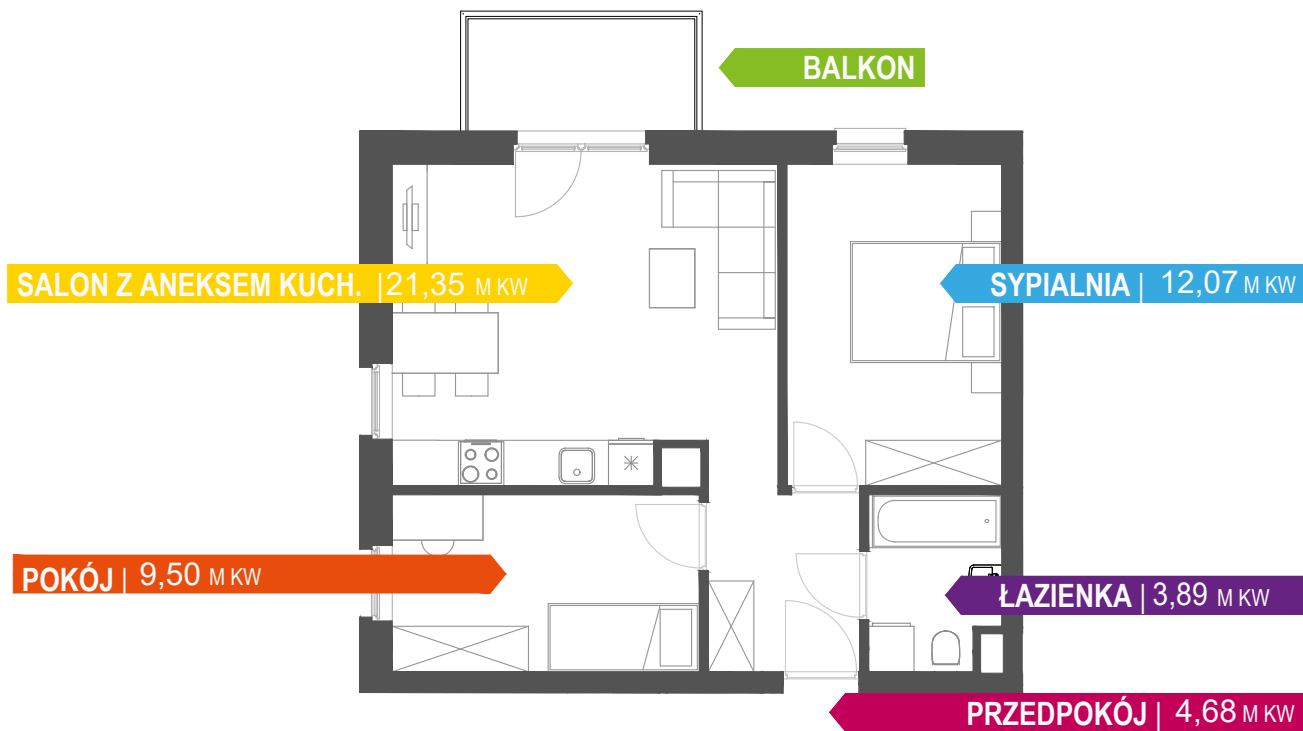 BALKON
SALON Z ANEKSEM KUCH. | 21,35 M KW
SYPIALNIA | 12,07 M KW
POKÓJ | 9,50 M KW
ŁAZIENKA | 3,89 M KW
PRZEDPOKÓJ | 4,68 M KW